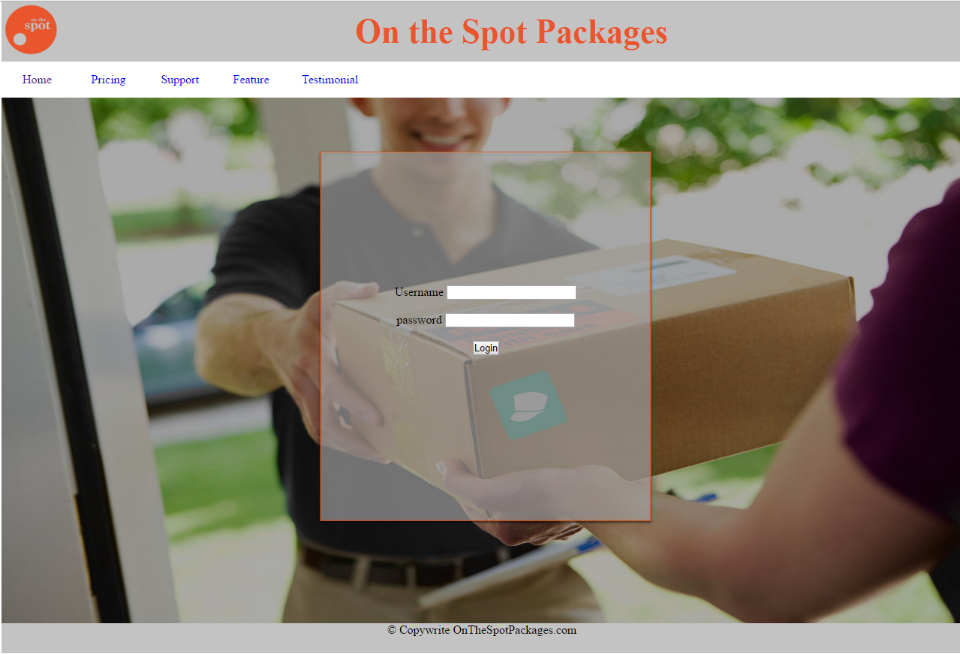 on the
spot
On the Spot Packages
Home Pricing Support Feature Testimonial
Username
password
Login
© Copywrite OnTheSpotPackages.com